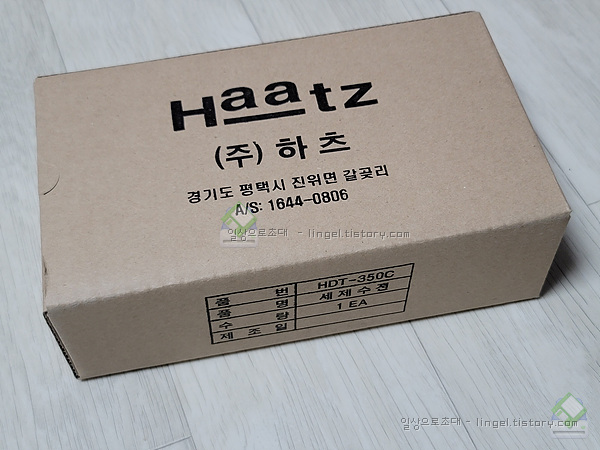 Haatz
(주) 하츠
경기도 평택시 진위면 갈곶리
A/S: 1644-0806
일상으로초대 - lingel.tistory.com
품 번 HDT-350C
품 명 세제수전
수 량 1 EA
제 조 일
일상으로초대 - lingel.tistory.com